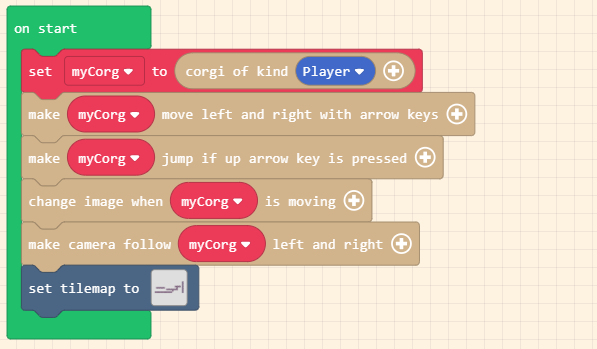 on start
set myCorg to corgi of kind Player
make myCorg move left and right with arrow keys
make myCorg jump if up arrow key is pressed
change image when myCorg is moving
make camera follow myCorg left and right
set tilemap to